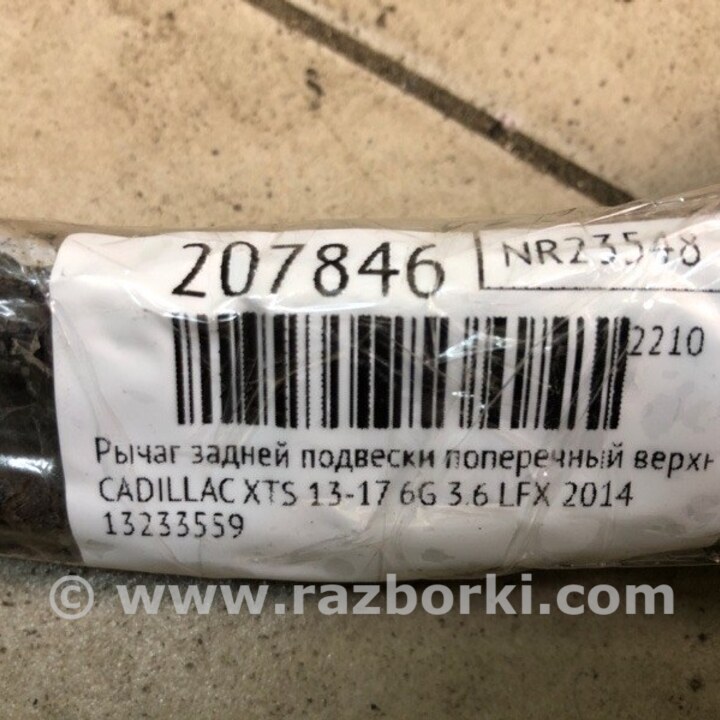 207846 NR23548
2210
Рычаг задней подвески поперечный верхн
CADILLAC XTS 13-17 6G 3.6 LFX 2014
13233559
© www.razborki.com